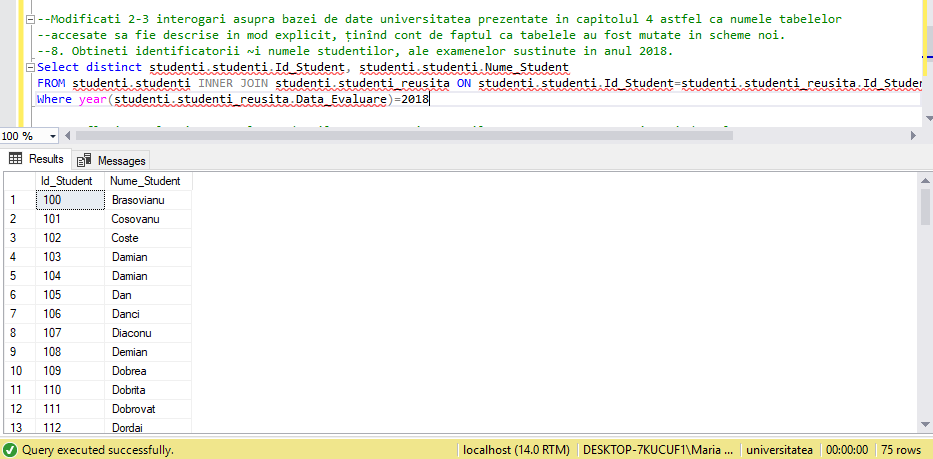 --Modificati 2-3 interogari asupra bazei de date universitatea prezentate in capitolul 4 astfel ca numele tabelelor
--accesate sa fie descrise in mod explicit, ținînd cont de faptul ca tabelele au fost mutate in scheme noi.
--8. Obtineti identificatorii ~i numele studentilor, ale examenelor sustinute in anul 2018.
Select distinct studenti.studenti.Id_Student, studenti.studenti.Nume_Student
FROM studenti.studenti INNER JOIN studenti.studenti_reusita ON studenti.studenti.Id_Student=studenti.studenti_reusita.Id_Studen
Where year(studenti.studenti_reusita.Data_Evaluare)=2018
100 %
Results Messages
Id_Student Nume_Student
1 100 Brasovianu
2 101 Cosovanu
3 102 Coste
4 103 Damian
5 104 Damian
6 105 Dan
7 106 Danci
8 107 Diaconu
9 108 Demian
10 109 Dobrea
11 110 Dobrita
12 111 Dobrovat
13 112 Dordai
Query executed successfully. localhost (14.0 RTM) DESKTOP-7KUCUF1\Maria ... universitatea 00:00:00 75 rows